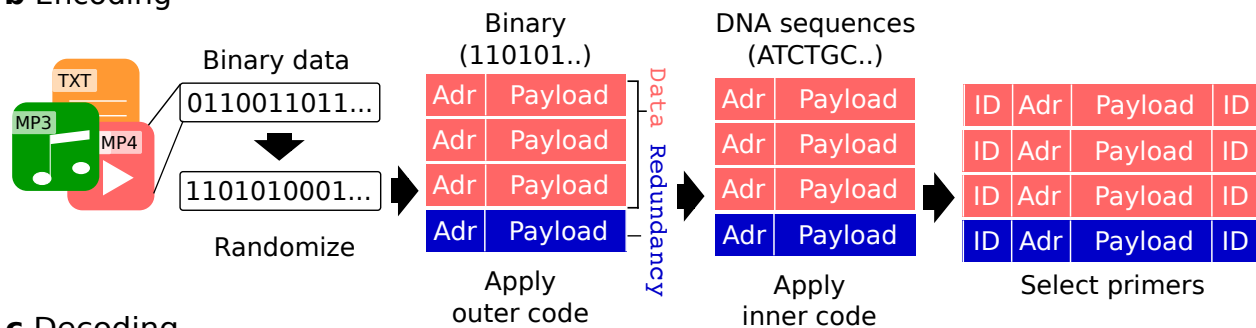 b Encoding
TXT
MP3
MP4
Binary data
0110011011...
1101010001...
Randomize
Binary
(110101..)
Adr Payload
Adr Payload
Adr Payload
Adr Payload
Data Redundancy
Apply
outer code
DNA sequences
(ATCTGC..)
Adr Payload
Adr Payload
Adr Payload
Adr Payload
Apply
inner code
ID Adr Payload ID
ID Adr Payload ID
ID Adr Payload ID
ID Adr Payload ID
Select primers
c Decoding